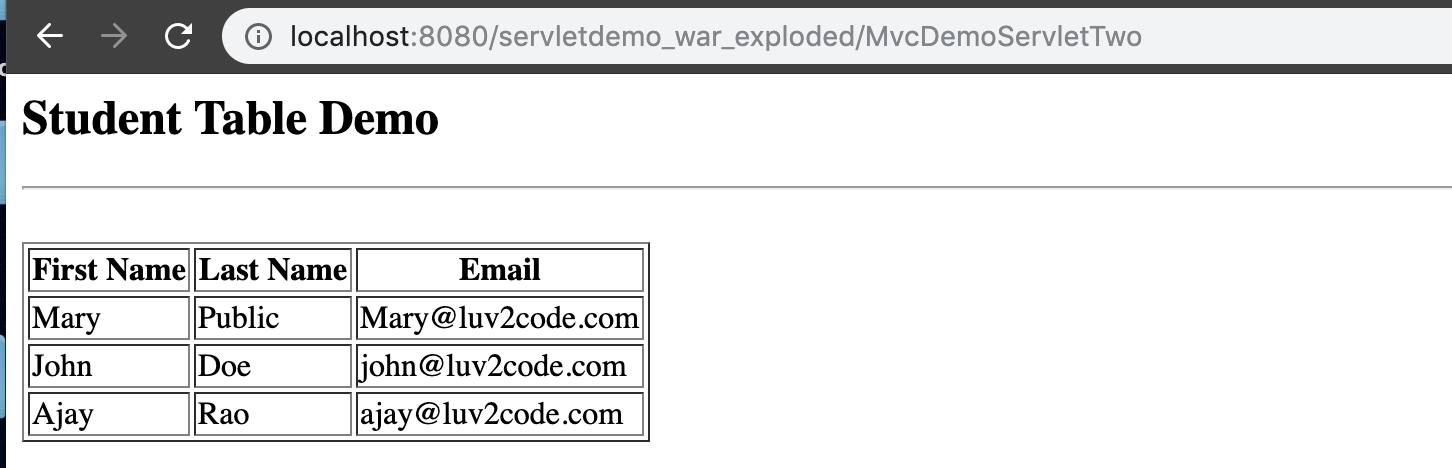 localhost:8080/servletdemo_war_exploded/MvcDemoServletTwo
Student Table Demo
First Name Last Name Email
Mary Public Mary@luv2code.com
John Doe john@luv2code.com
Ajay Rao ajay@luv2code.com